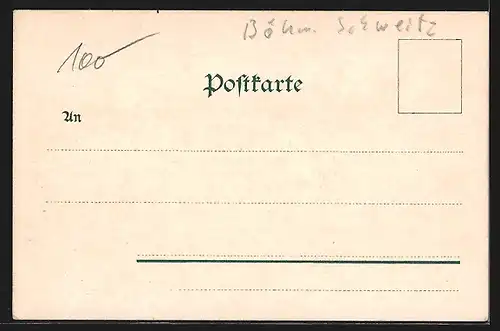 Böhm. Schweitz
100
Postkarte
An